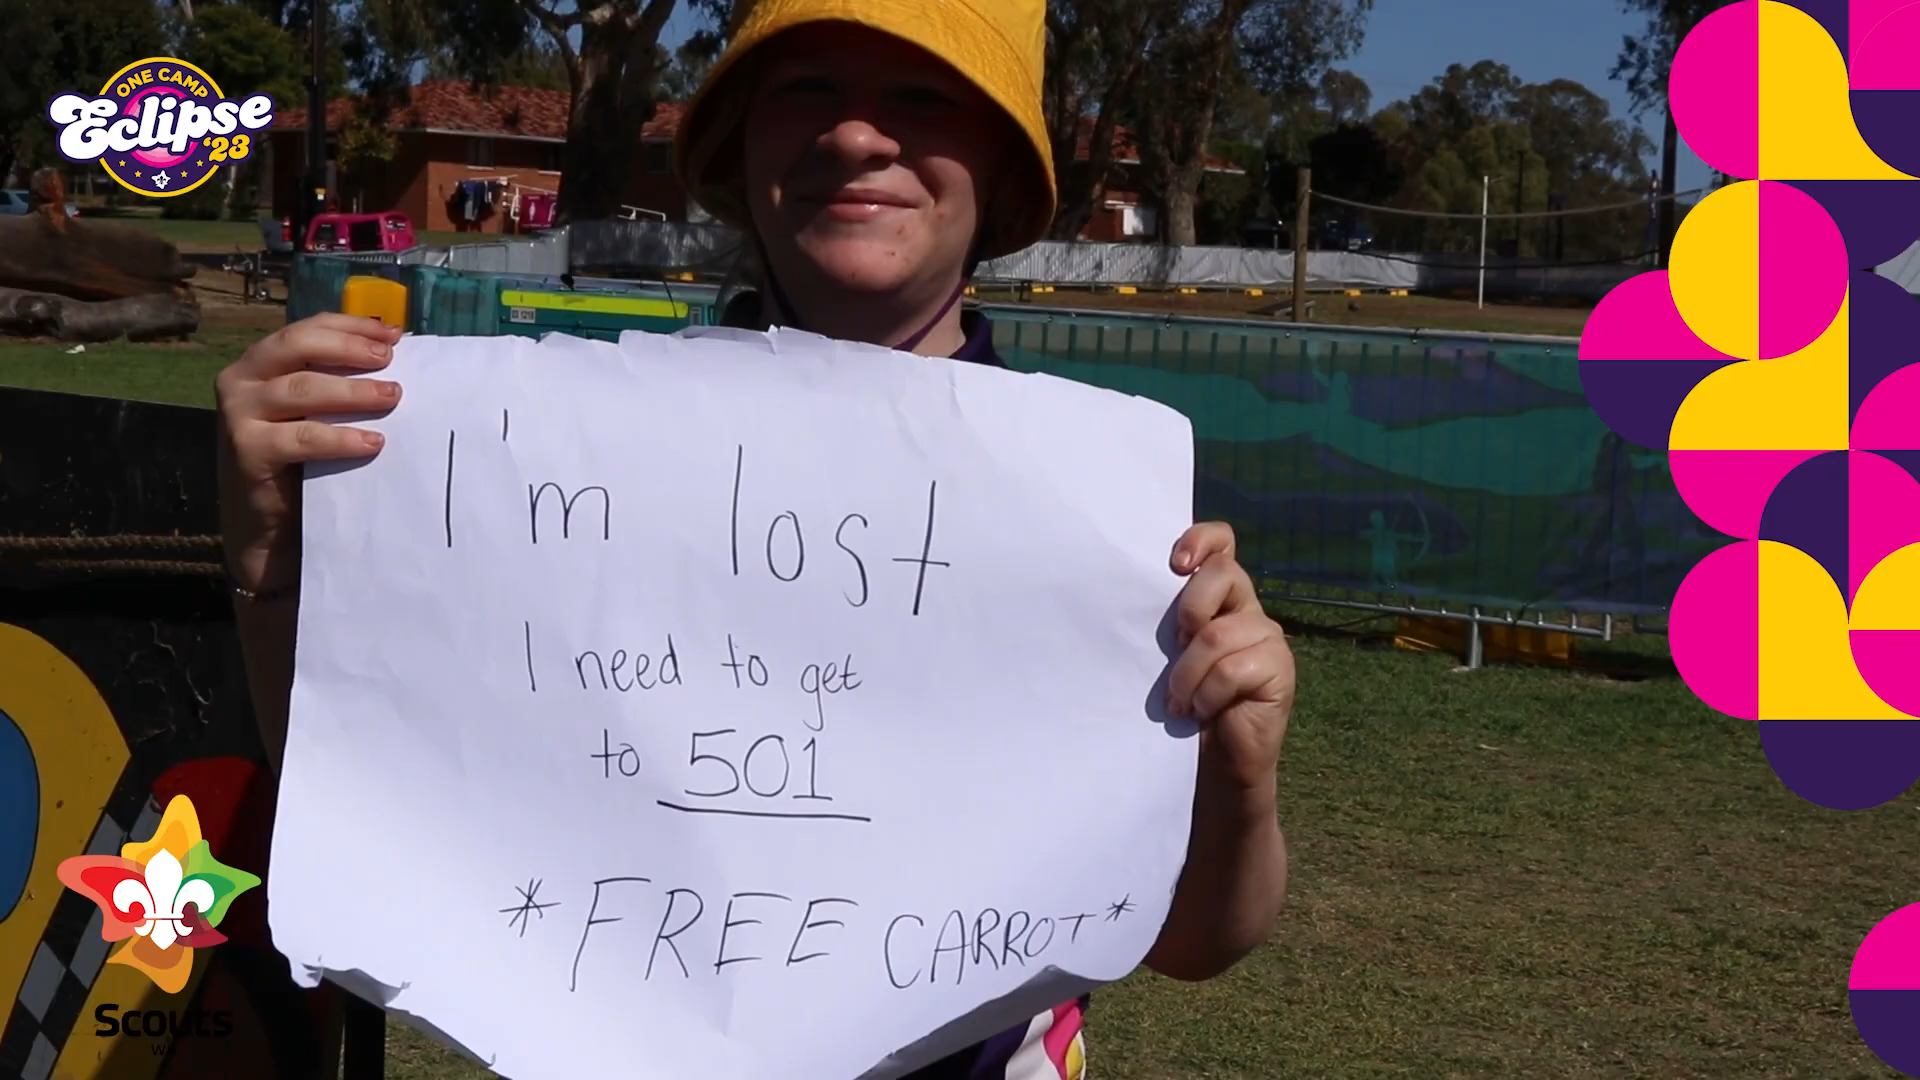 ONE CAMP
Eclipse
'23
I'm lost
I need to get
to 501
*FREE CARROT*
Scouts